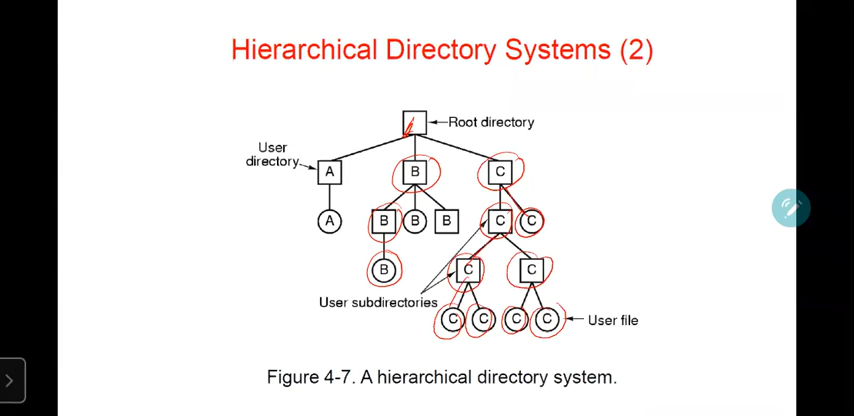 Hierarchical Directory Systems (2)
Root directory
User
directory
A B C
A B B B C C
B C C
User subdirectories
C C C C
User file
Figure 4-7. A hierarchical directory system.